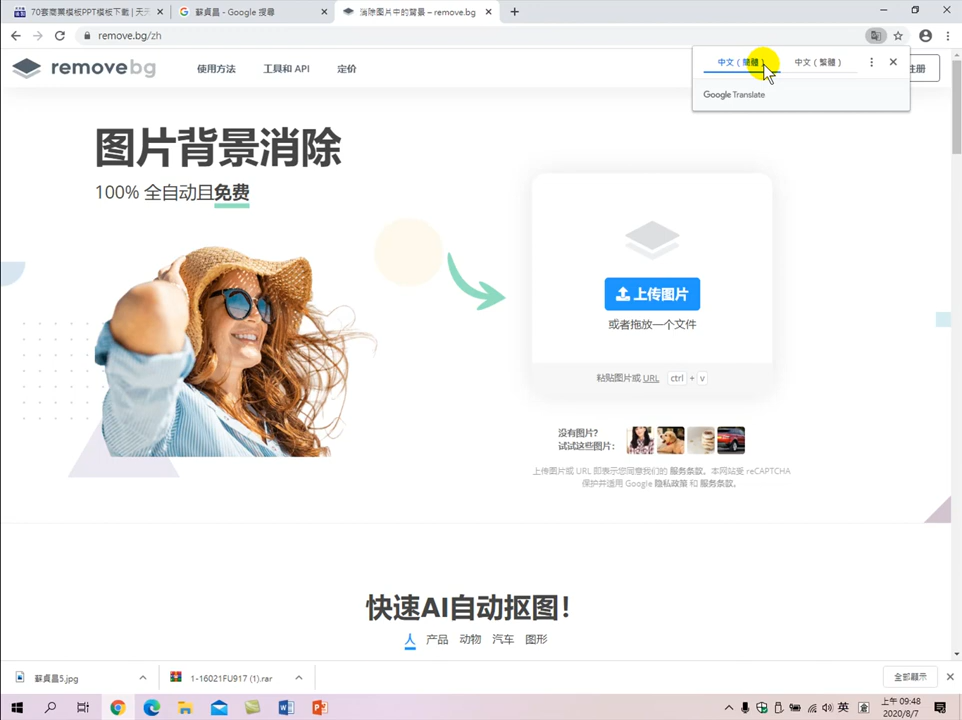 70套商業模板PPT模板下載 | 天天
蘇貞昌 - Google 搜尋
消除图片中的背景 – remove.bg
remove.bg/zh
removebg
使用方法
工具和 API
定价
中文（簡體）
中文（繁體）
注册
Google Translate
图片背景消除
100% 全自动且免费
上传图片
或者拖放一个文件
粘贴图片或 URL ctrl + v
没有图片?
试试这些图片:
上传图片或 URL 即表示您同意我们的 服务条款。本网站受 reCAPTCHA
保护并适用 Google 隐私政策 和 服务条款。
快速AI自动抠图!
人 产品 动物 汽车 图形
蘇貞昌5.jpg
1-16021FU917 (1).rar
全部顯示
英
上午 09:48
2020/8/7